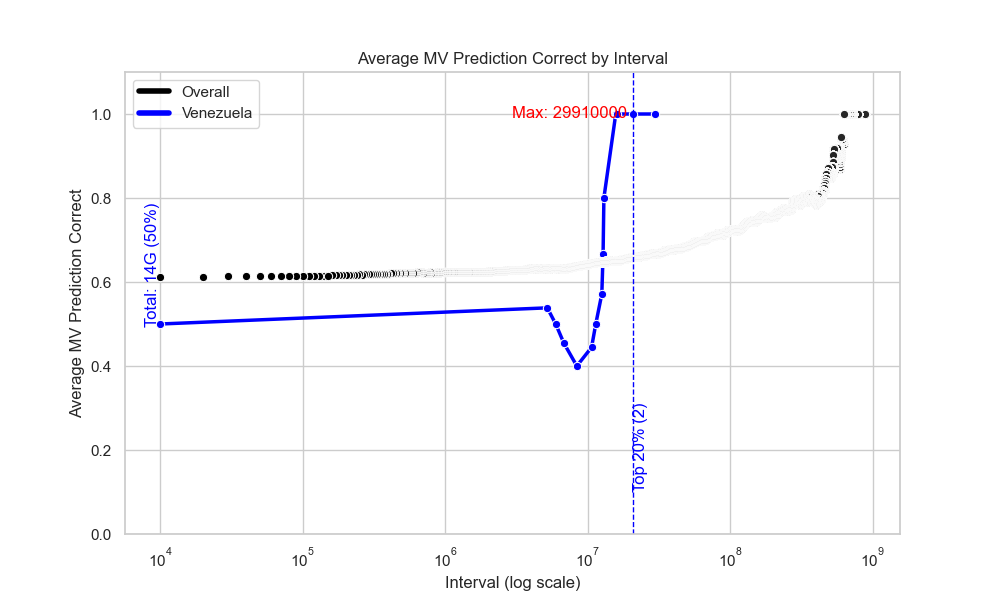 Average MV Prediction Correct by Interval
Overall
Venezuela
Max: 29910000
Total: 14G (50%)
Top 20% (2)
Average MV Prediction Correct
1.0
0.8
0.6
0.4
0.2
0.0
10^4
10^5
10^6
10^7
10^8
10^9
Interval (log scale)